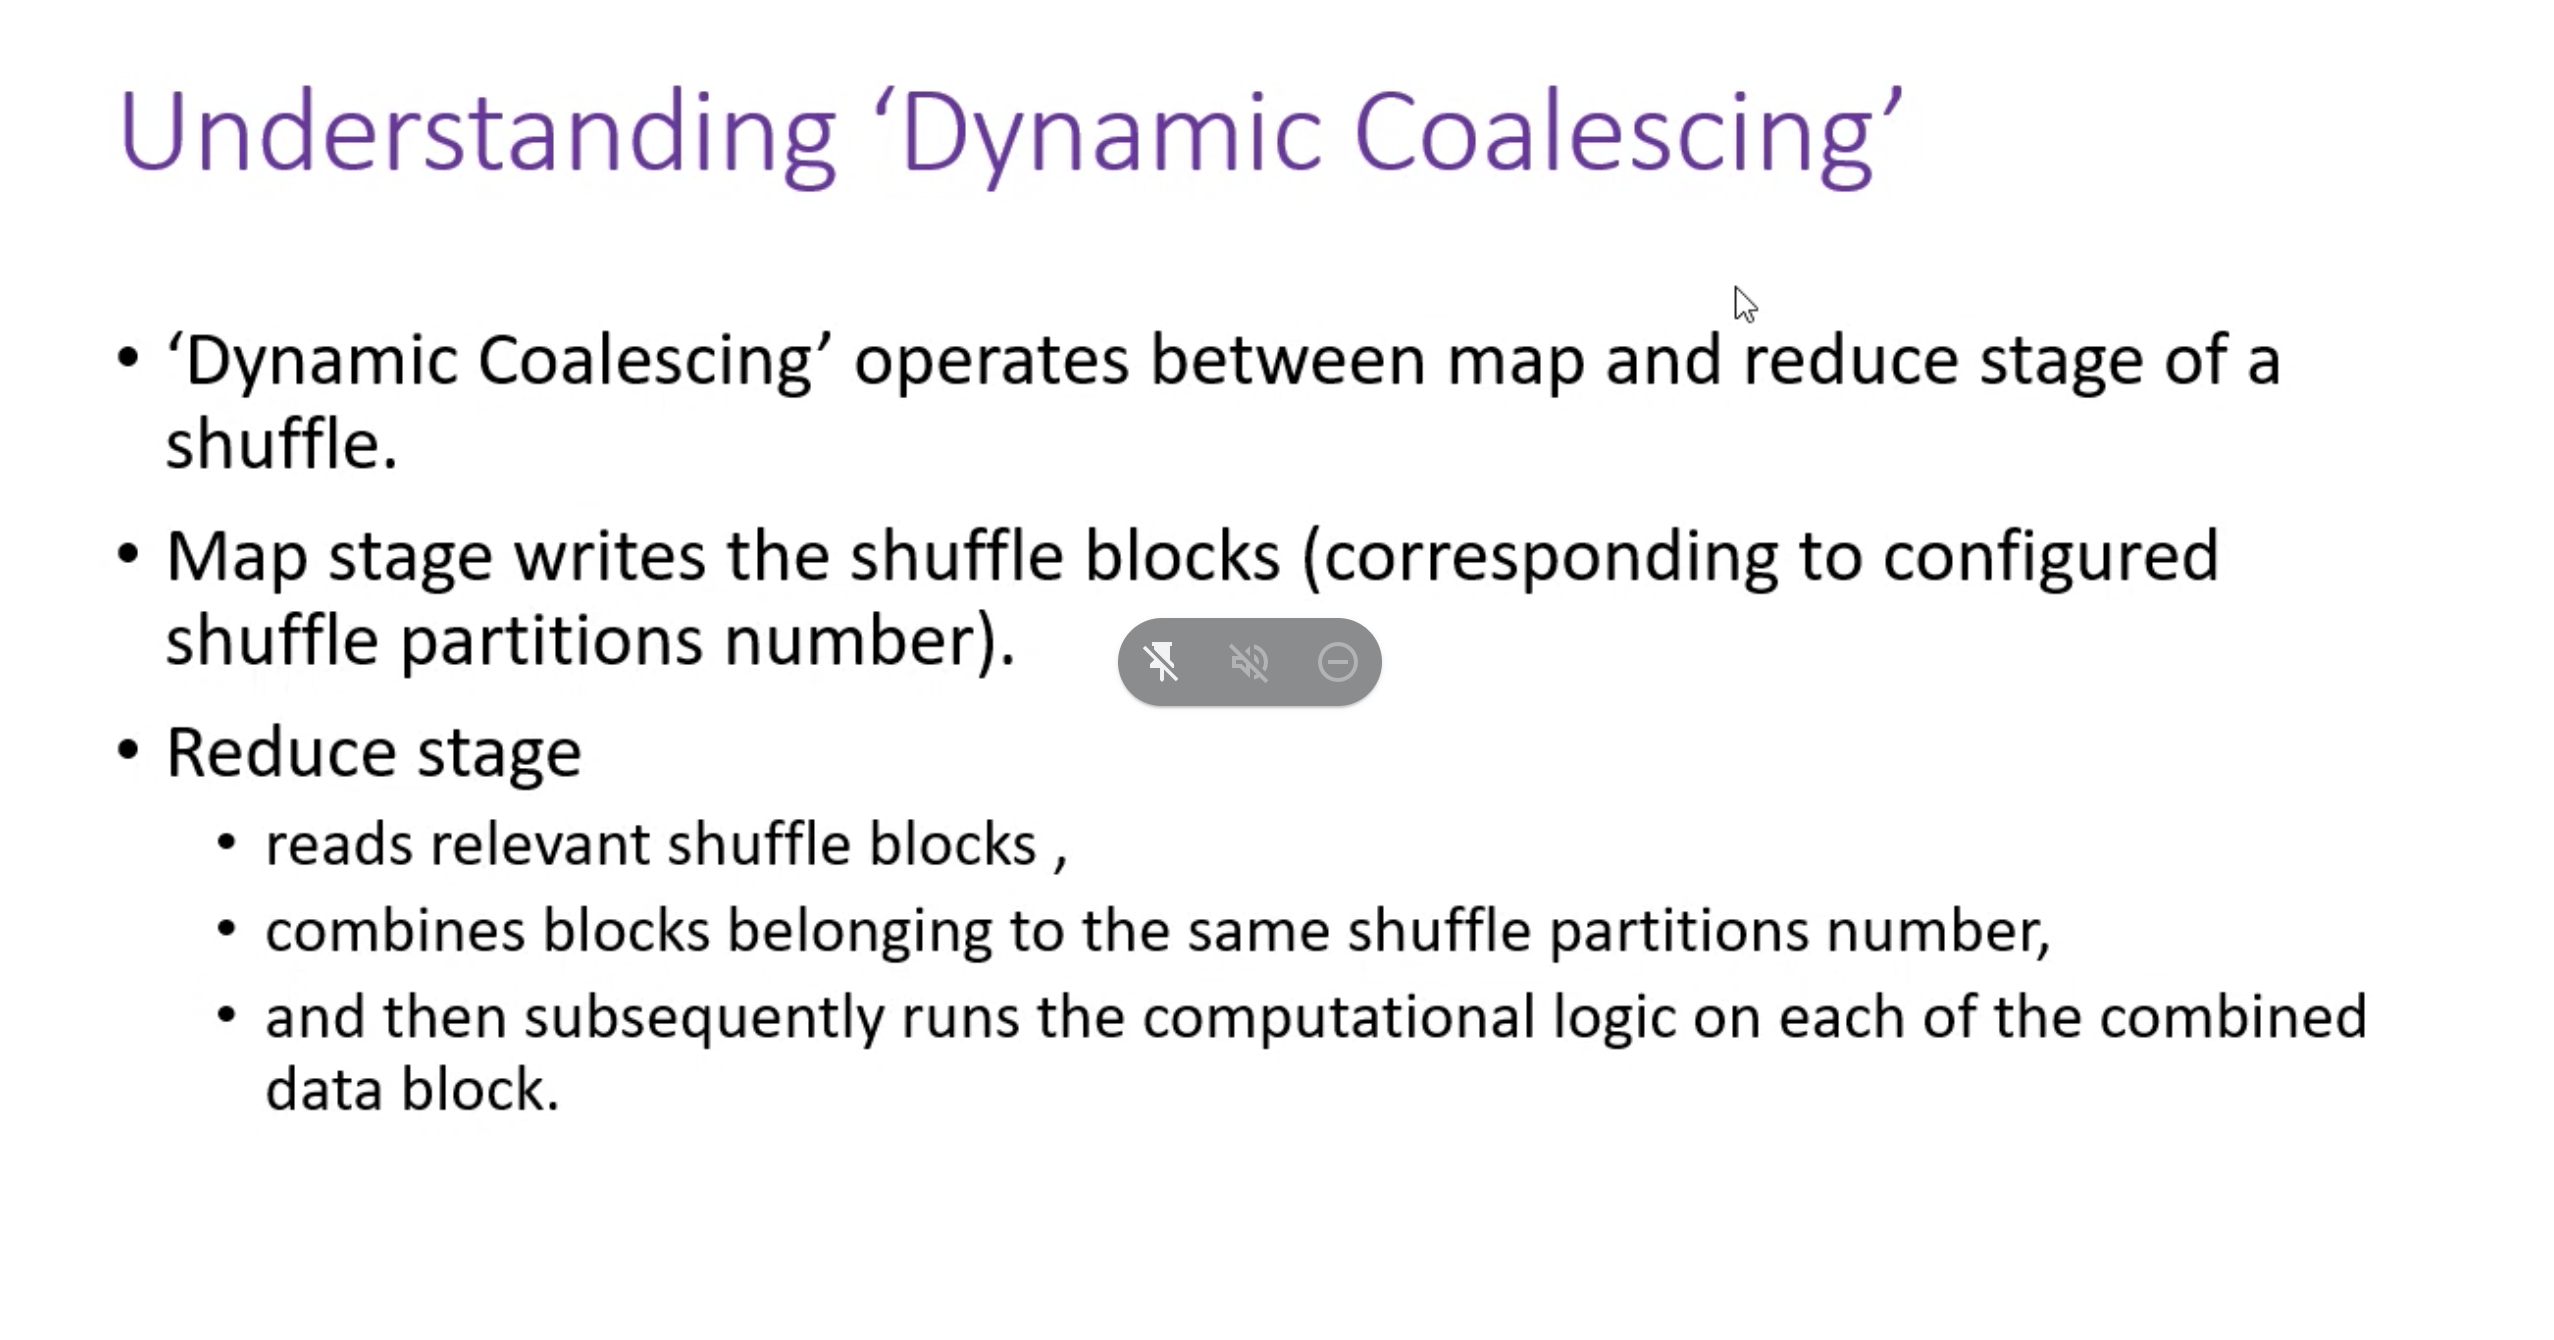 Understanding ‘Dynamic Coalescing’
• ‘Dynamic Coalescing’ operates between map and reduce stage of a
shuffle.
• Map stage writes the shuffle blocks (corresponding to configured
shuffle partitions number).
• Reduce stage
• reads relevant shuffle blocks ,
• combines blocks belonging to the same shuffle partitions number,
• and then subsequently runs the computational logic on each of the combined
data block.